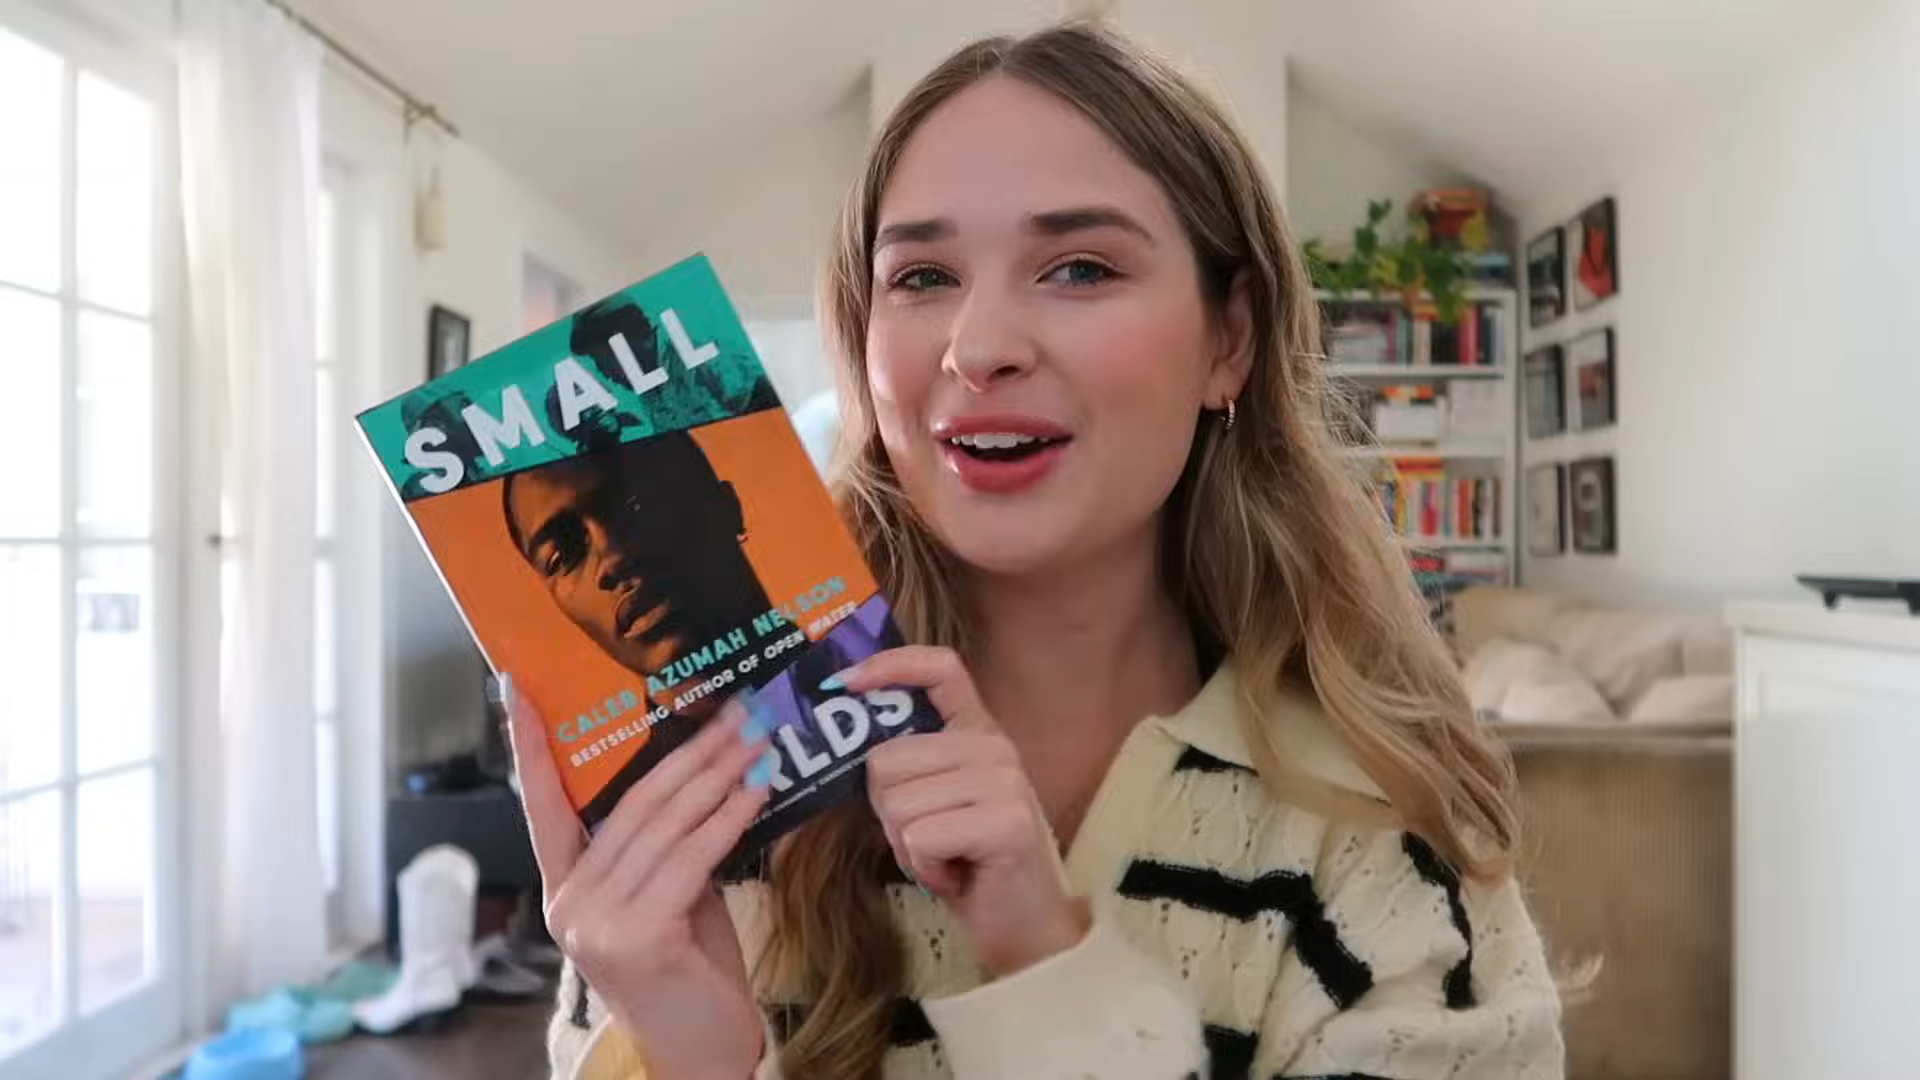 SMALL
CALEB AZUMAH NELSON
BESTSELLING AUTHOR OF OPEN WATER
RLDS